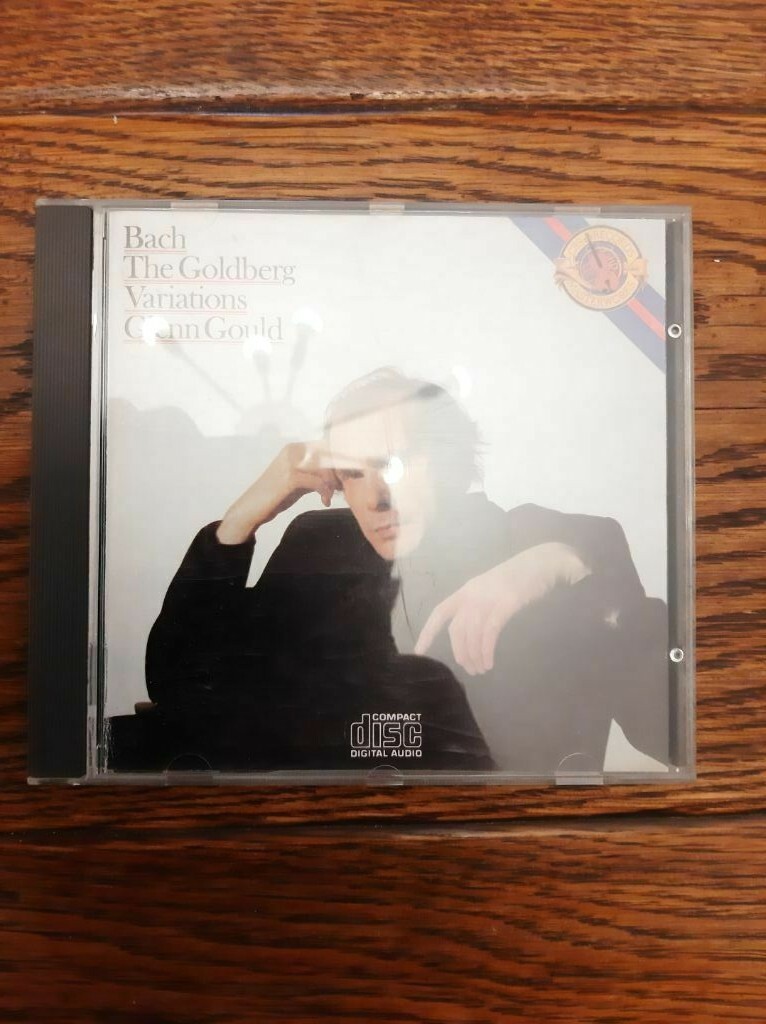 Bach
The Goldberg
Variations
Glenn Gould
COMPACT
disc
DIGITAL AUDIO